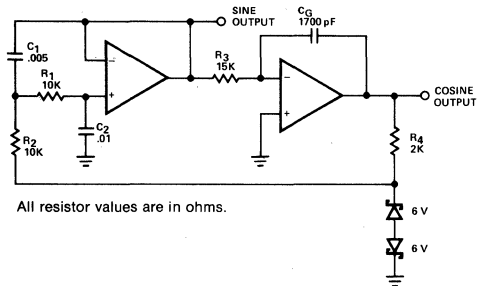 SINE
OUTPUT
C1
.005
R1
10K
R2
10K
C2
.01
−
+
R3
15K
CG
1700 pF
−
+
COSINE
OUTPUT
R4
2K
6 V
6 V
All resistor values are in ohms.